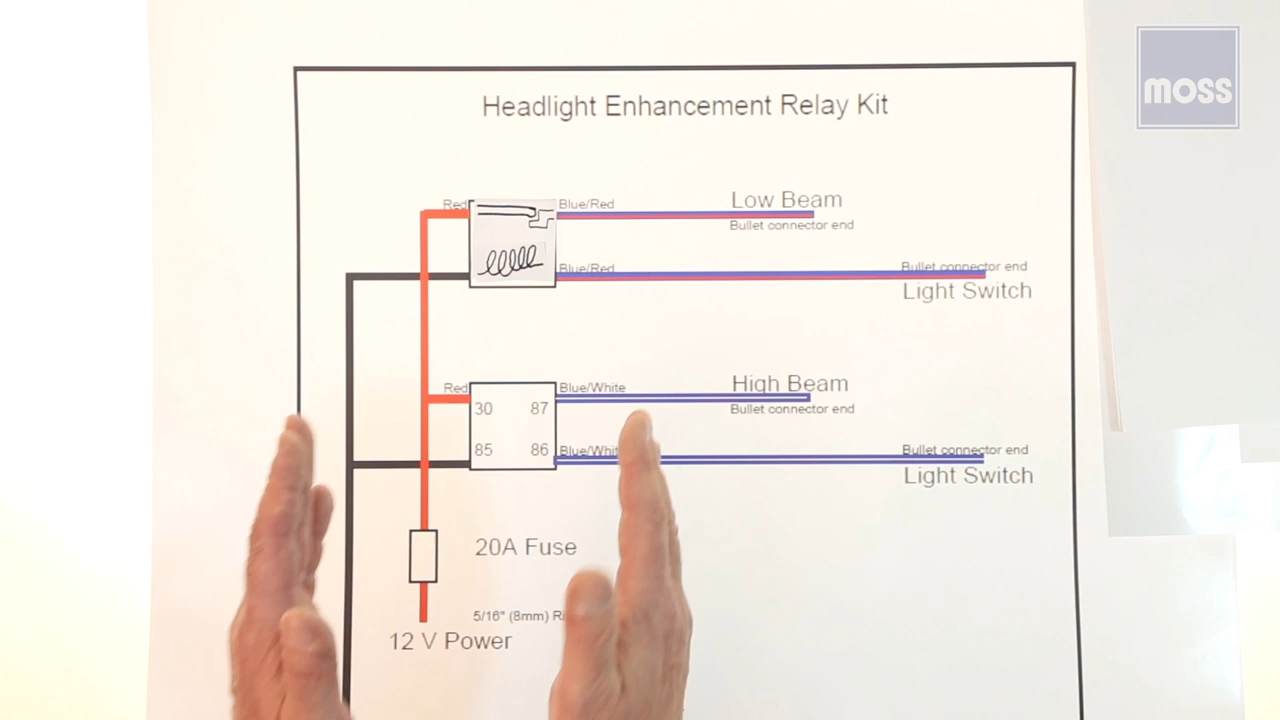 moss
Headlight Enhancement Relay Kit
Red
Blue/Red
Low Beam
Bullet connector end
Blue/Red
Bullet connector end
Light Switch
Red
Blue/White
High Beam
30 87
Bullet connector end
85 86
Bullet connector end
Light Switch
20A Fuse
5/16" (8mm)
12 V Power